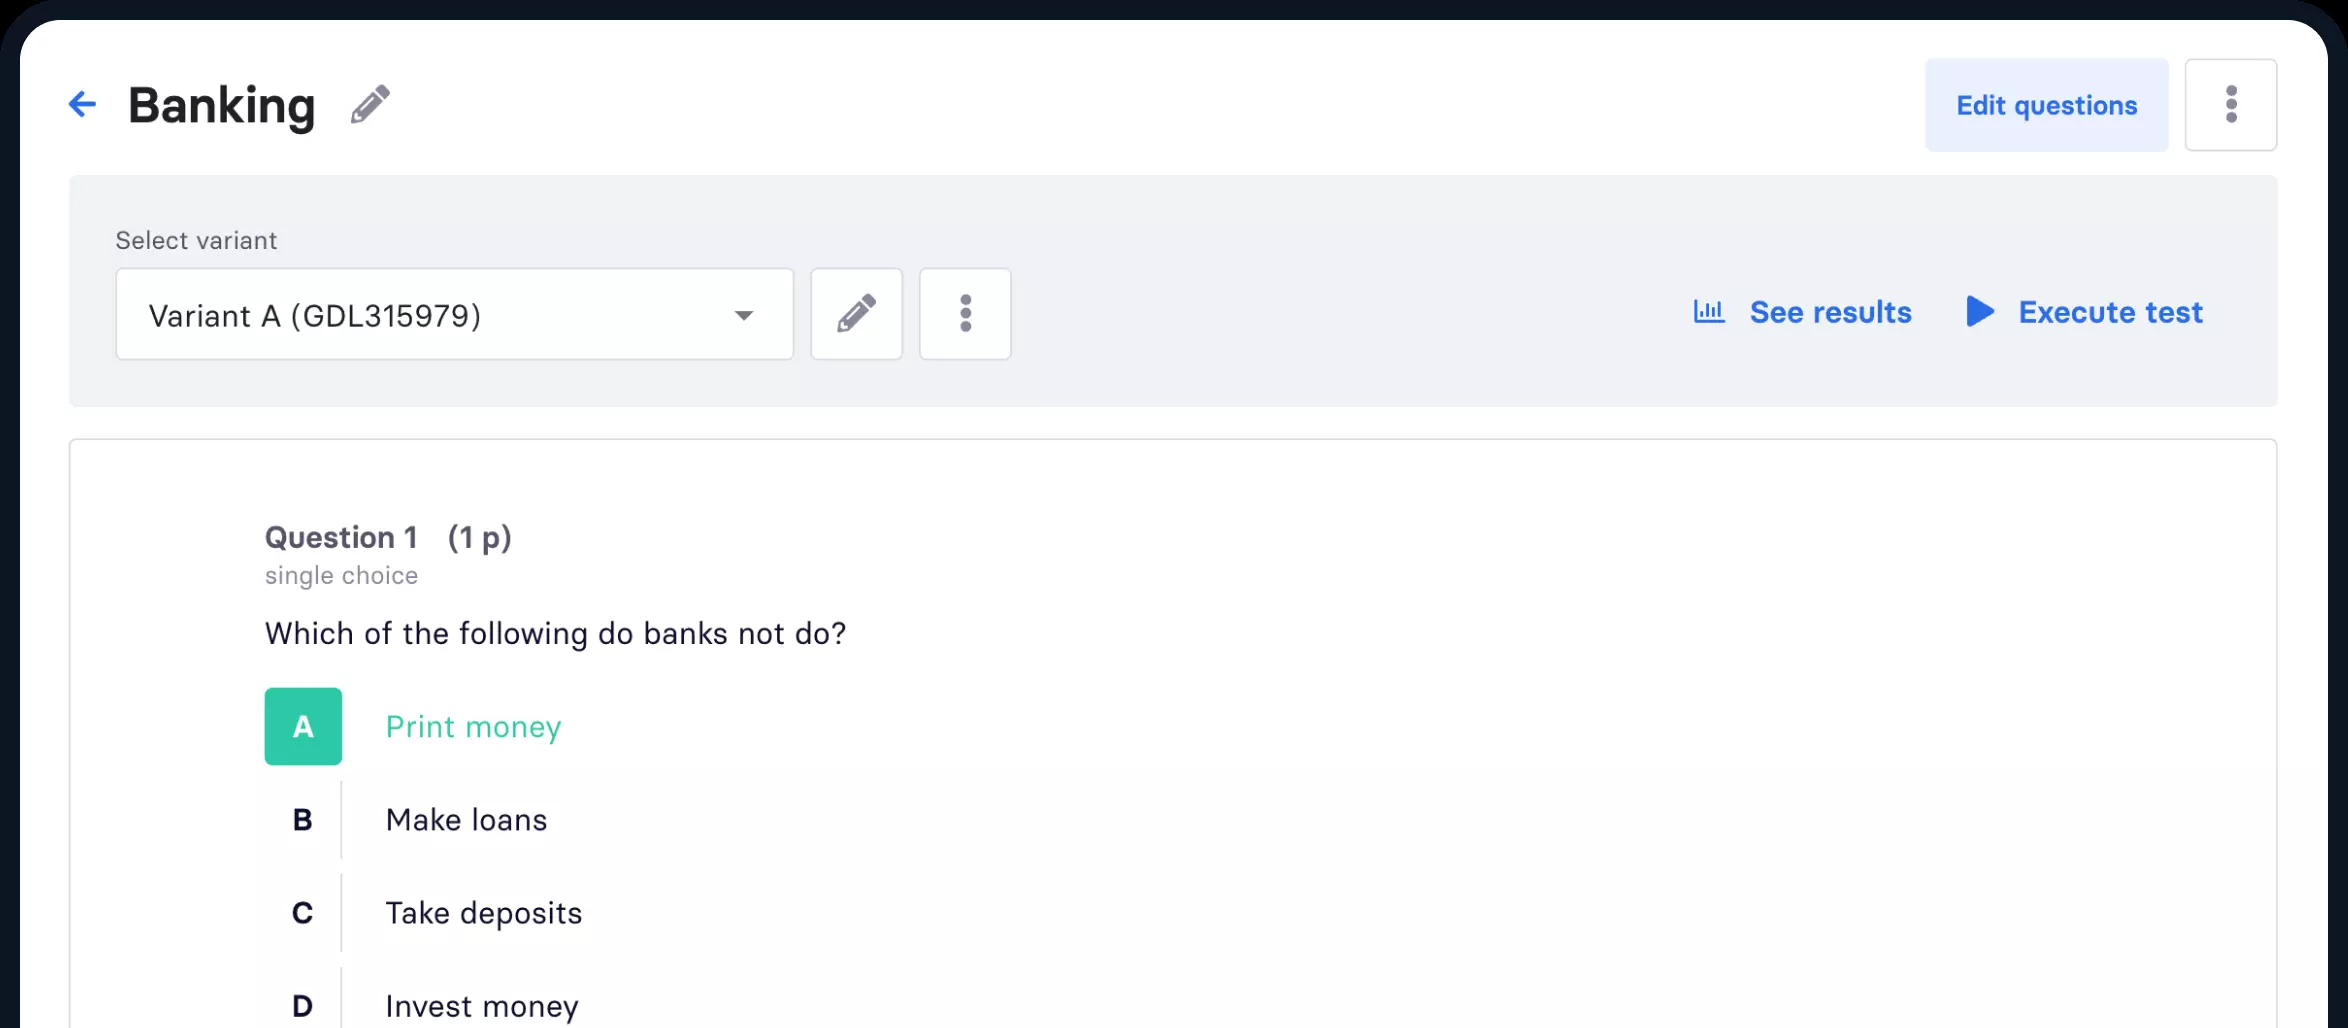 Banking
Edit questions
Select variant
Variant A (GDL315979)
See results
Execute test
Question 1 (1 p)
single choice
Which of the following do banks not do?
A Print money
B Make loans
C Take deposits
D Invest money